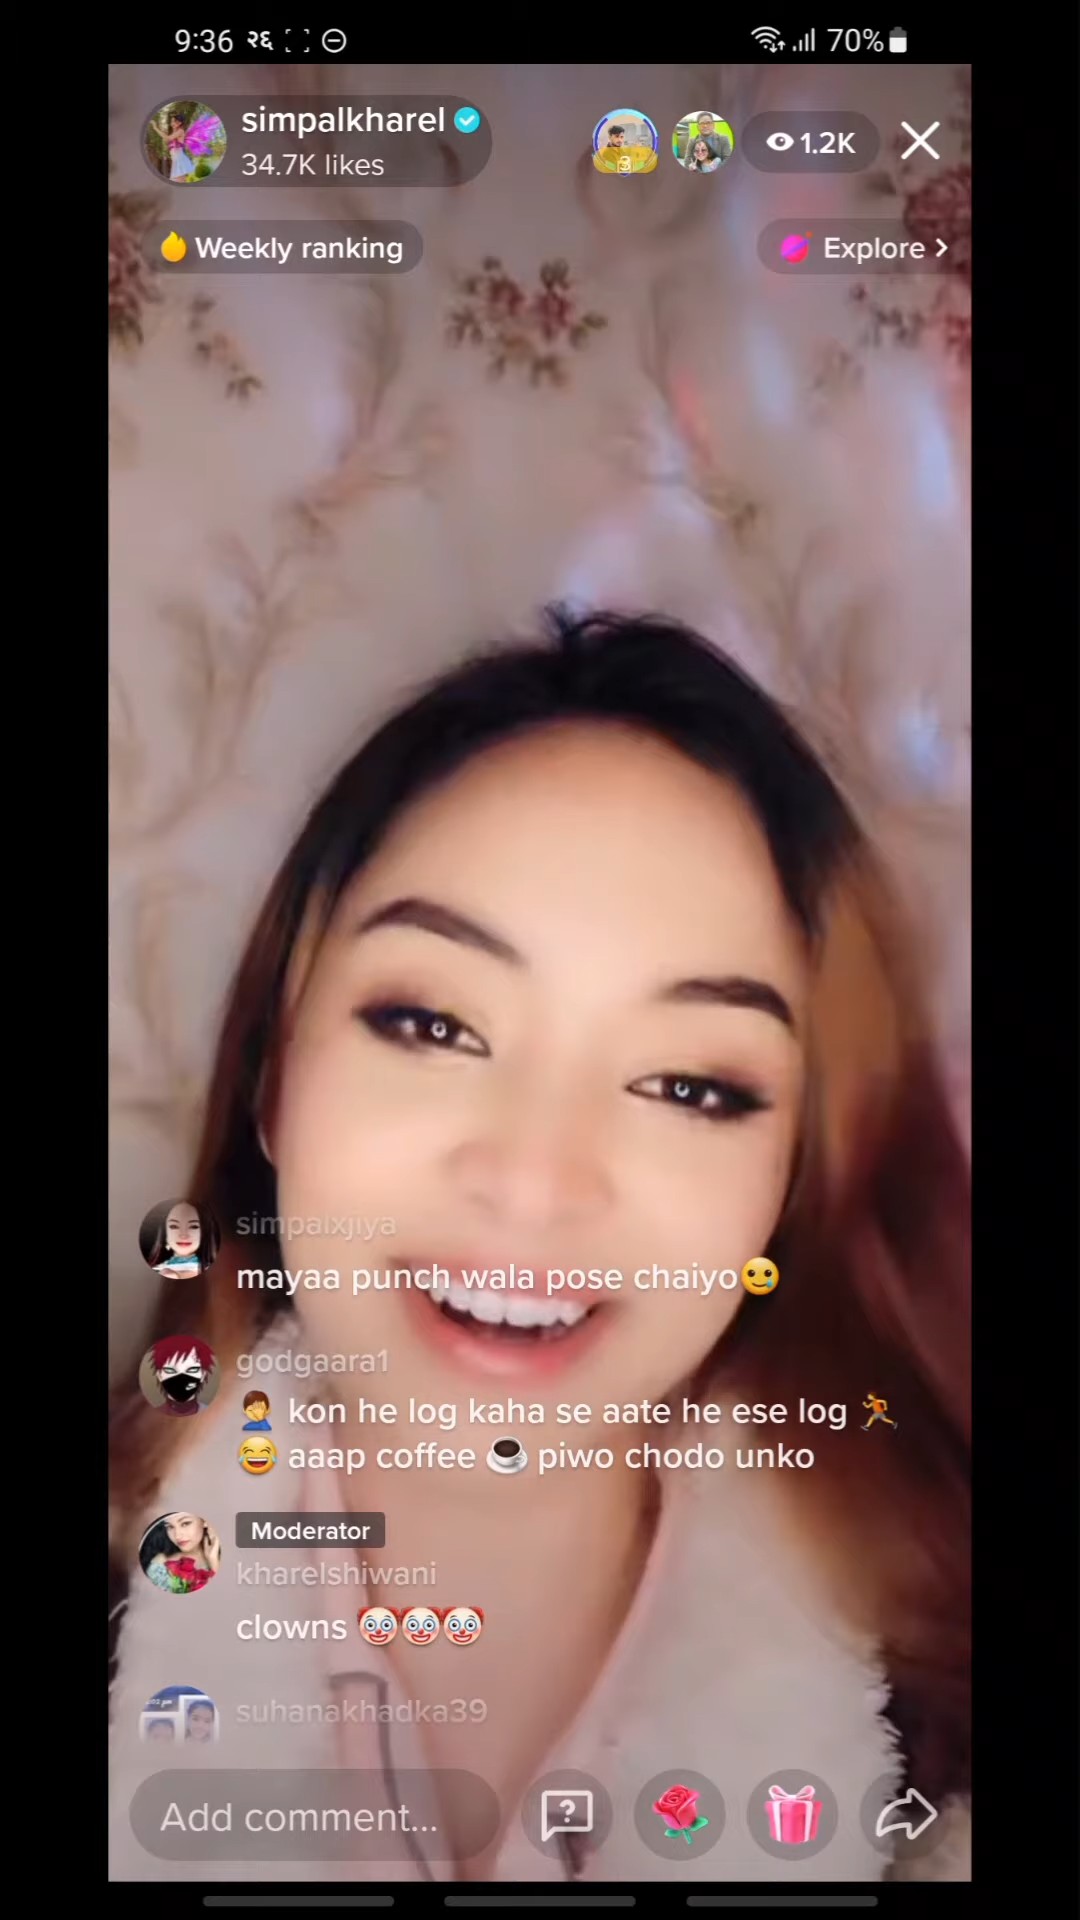 9:36 २६
70%
simpalkharel
34.7K likes
1.2K
Weekly ranking
Explore >
simpalxjiya
mayaa punch wala pose chaiyo🥲
godgaara1
🤦‍♂️ kon he log kaha se aate he ese log 🏃
😂 aaap coffee ☕ piwo chodo unko
Moderator
kharelshiwani
clowns 🤡🤡🤡
suhanakhadka39
Add comment...